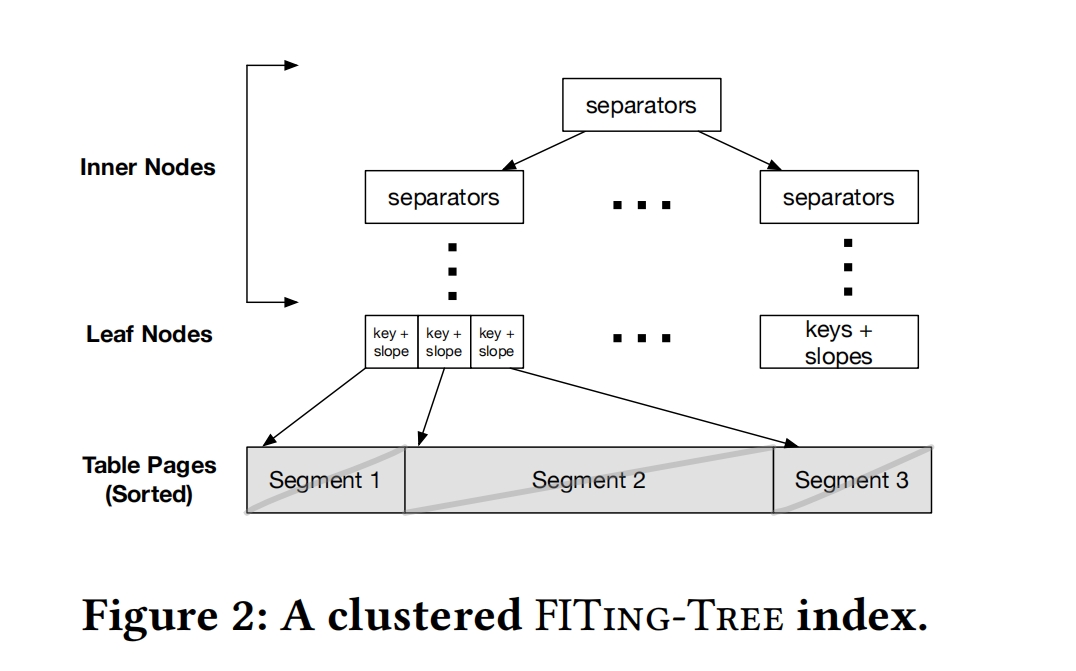 separators
Inner Nodes
separators
separators
Leaf Nodes
key +
slope
key +
slope
key +
slope
keys +
slopes
Table Pages
(Sorted)
Segment 1
Segment 2
Segment 3
Figure 2: A clustered FITing-Tree index.